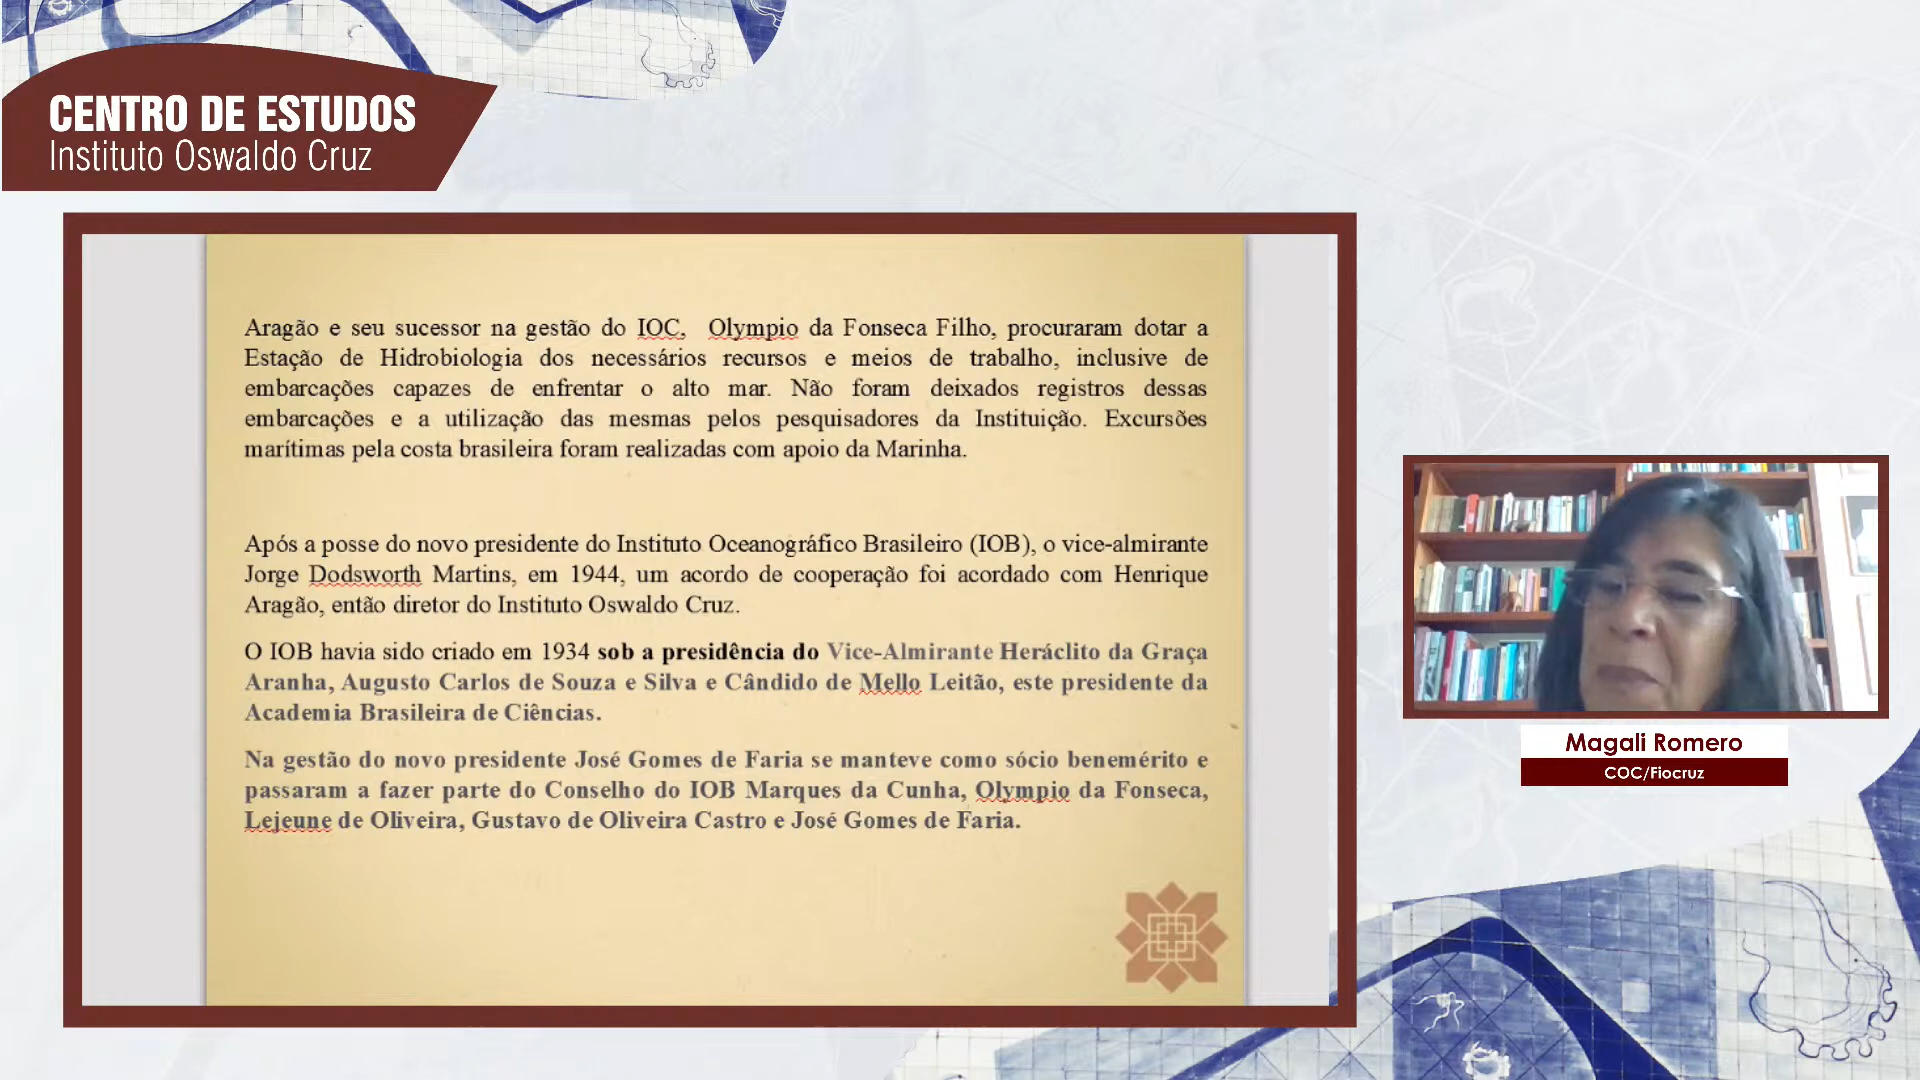 CENTRO DE ESTUDOS
Instituto Oswaldo Cruz
Aragão e seu sucessor na gestão do IOC, Olympio da Fonseca Filho, procuraram dotar a
Estação de Hidrobiologia dos necessários recursos e meios de trabalho, inclusive de
embarcações capazes de enfrentar o alto mar. Não foram deixados registros dessas
embarcações e a utilização das mesmas pelos pesquisadores da Instituição. Excursões
marítimas pela costa brasileira foram realizadas com apoio da Marinha.
Após a posse do novo presidente do Instituto Oceanográfico Brasileiro (IOB), o vice-almirante
Jorge Dodsworth Martins, em 1944, um acordo de cooperação foi acordado com Henrique
Aragão, então diretor do Instituto Oswaldo Cruz.
O IOB havia sido criado em 1934 sob a presidência do Vice-Almirante Heráclito da Graça
Aranha, Augusto Carlos de Souza e Silva e Cândido de Mello Leitão, este presidente da
Academia Brasileira de Ciências.
Na gestão do novo presidente José Gomes de Faria se manteve como sócio benemérito e
passaram a fazer parte do Conselho do IOB Marques da Cunha, Olympio da Fonseca,
Lejeune de Oliveira, Gustavo de Oliveira Castro e José Gomes de Faria.
Magali Romero
COC/Fiocruz